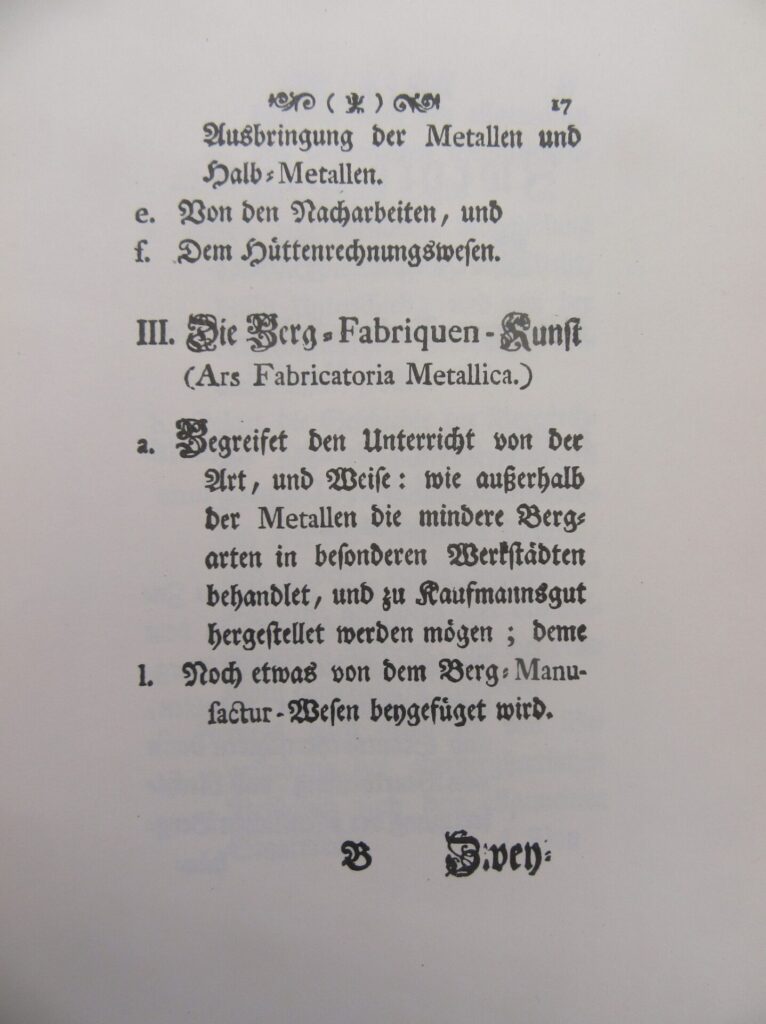 ( ) 17
Ausbringung der Metallen und
Halb-Metallen.
e. Von den Nacharbeiten, und
f. Dem Hüttenrechnungswesen.
III. Die Berg-Fabriquen-Kunst
(Ars Fabricatoria Metallica.)
a. Begreifet den Unterricht von der
Art, und Weise: wie außerhalb
der Metallen die mindere Berg-
arten in besonderen Werkstädten
behandlet, und zu Kaufmannsgut
hergestellet werden mögen; deme
l. Noch etwas von dem Berg-Manu-
factur-Wesen beygefüget wird.
B Zwey-